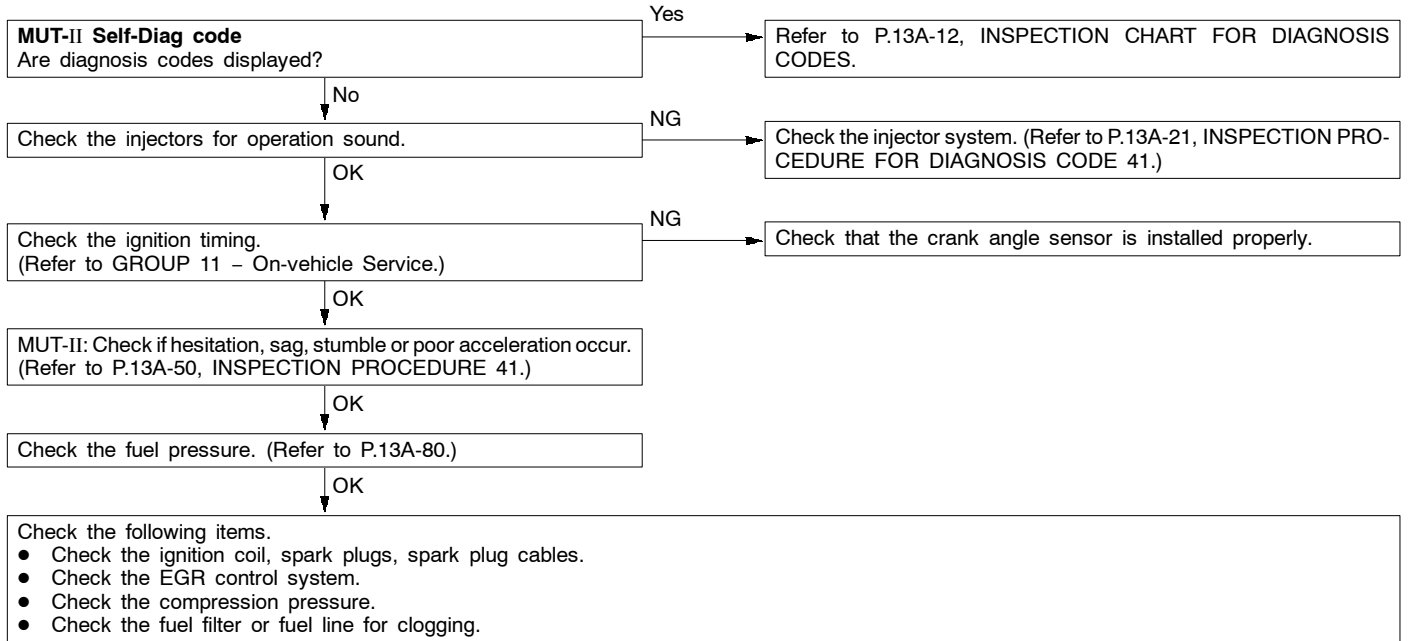 MUT-II Self-Diag code
Are diagnosis codes displayed?
Yes
Refer to P.13A-12, INSPECTION CHART FOR DIAGNOSIS
CODES.
No
Check the injectors for operation sound.
NG
Check the injector system. (Refer to P.13A-21, INSPECTION PRO-
CEDURE FOR DIAGNOSIS CODE 41.)
OK
Check the ignition timing.
(Refer to GROUP 11 – On-vehicle Service.)
NG
Check that the crank angle sensor is installed properly.
OK
MUT-II: Check if hesitation, sag, stumble or poor acceleration occur.
(Refer to P.13A-50, INSPECTION PROCEDURE 41.)
OK
Check the fuel pressure. (Refer to P.13A-80.)
OK
Check the following items.
● Check the ignition coil, spark plugs, spark plug cables.
● Check the EGR control system.
● Check the compression pressure.
● Check the fuel filter or fuel line for clogging.